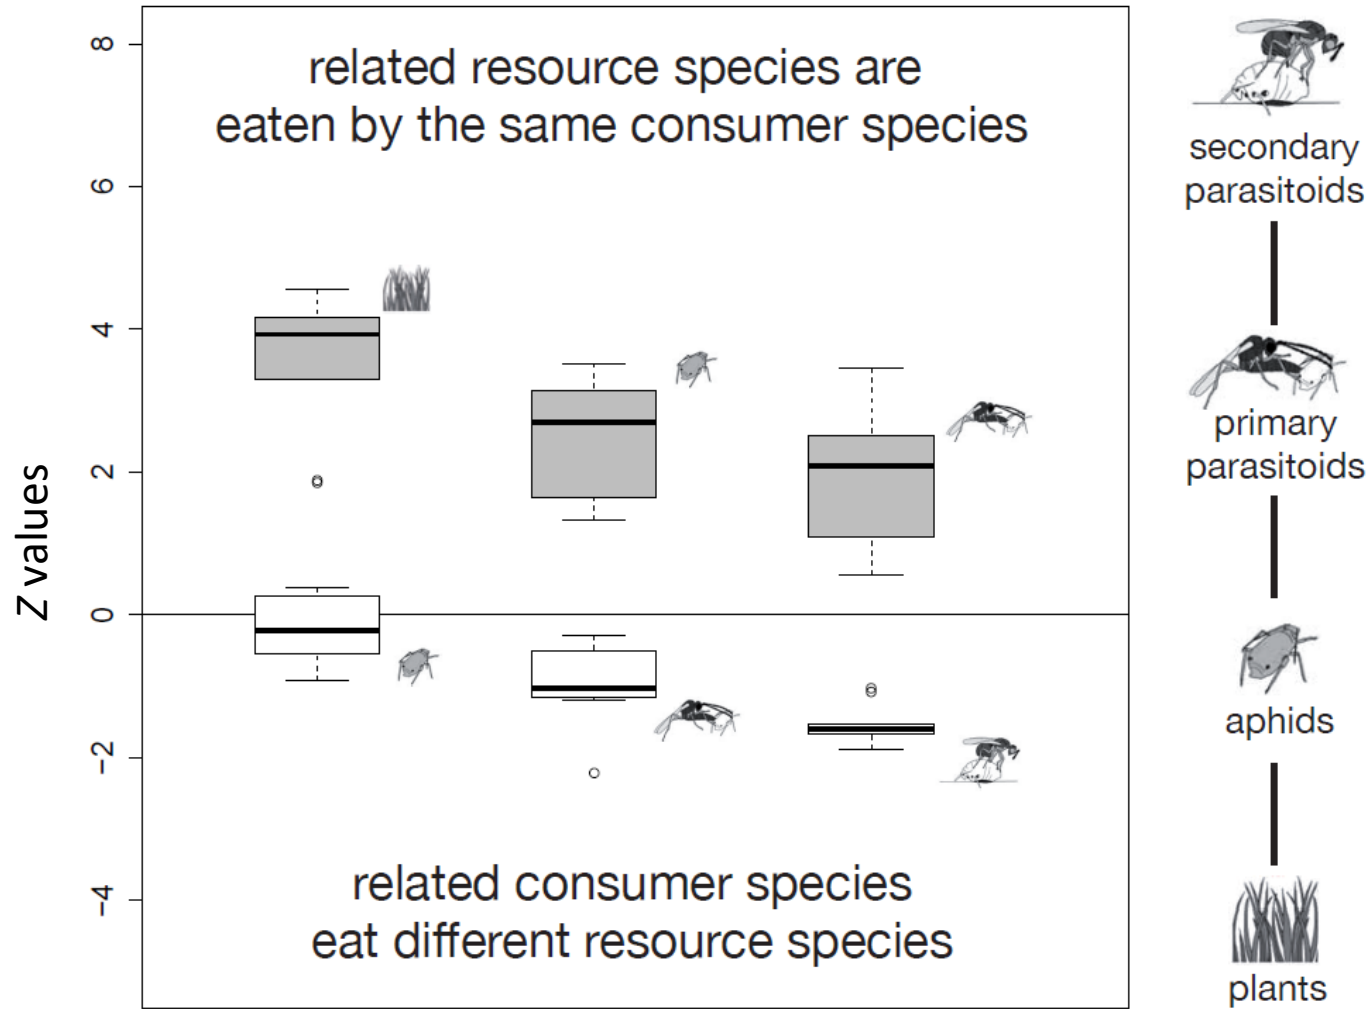 related resource species are
eaten by the same consumer species
Z values
8
6
4
2
0
−2
−4
related consumer species
eat different resource species
secondary
parasitoids
primary
parasitoids
aphids
plants